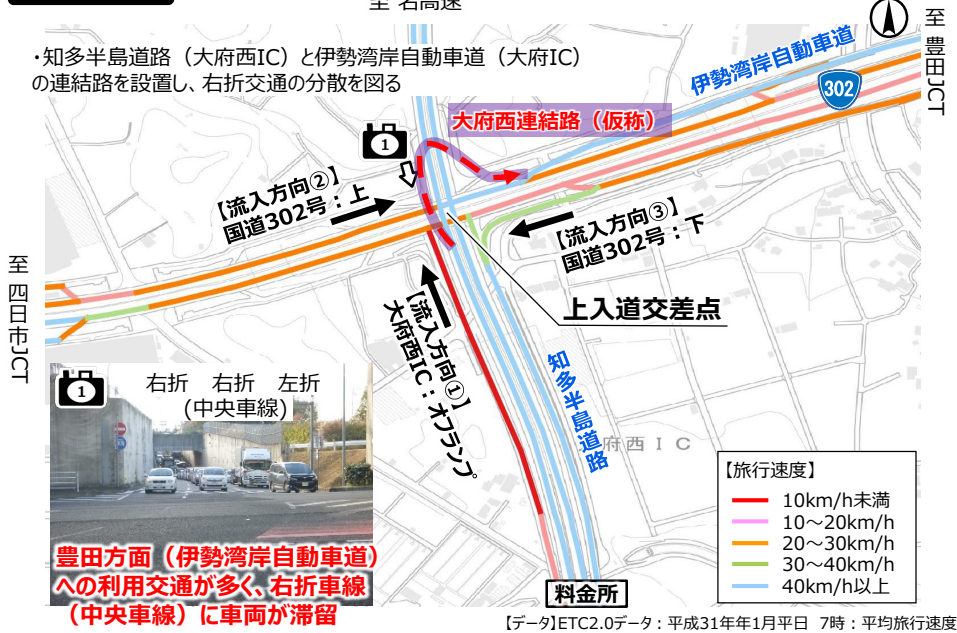 至 名高速
至 豊田JCT
・知多半島道路（大府西IC）と伊勢湾岸自動車道（大府IC）
の連絡路を設置し、右折交通の分散を図る
伊勢湾岸自動車道
302
大府西連絡路（仮称）
1
【流入方向②】
国道302号：上
【流入方向③】
国道302号：下
至 四日市JCT
上入道交差点
【流入方向①】
大府西IC：オフランプ
知多半島道路
府西ＩＣ
1
右折 右折 左折
(中央車線)
豊田方面（伊勢湾岸自動車道）
への利用交通が多く、右折車線
（中央車線）に車両が滞留
【旅行速度】
10km/h未満
10～20km/h
20～30km/h
30～40km/h
40km/h以上
料金所
【データ】ETC2.0データ：平成31年年1月平日 7時：平均旅行速度